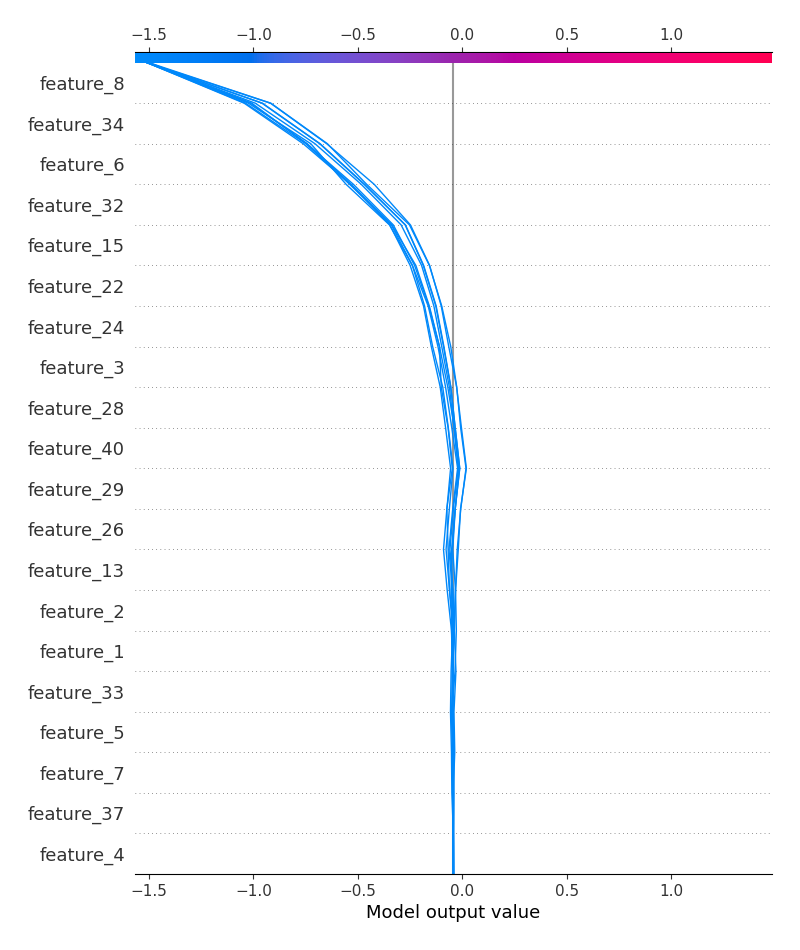 −1.5 −1.0 −0.5 0.0 0.5 1.0
feature_8
feature_34
feature_6
feature_32
feature_15
feature_22
feature_24
feature_3
feature_28
feature_40
feature_29
feature_26
feature_13
feature_2
feature_1
feature_33
feature_5
feature_7
feature_37
feature_4
−1.5 −1.0 −0.5 0.0 0.5 1.0
Model output value